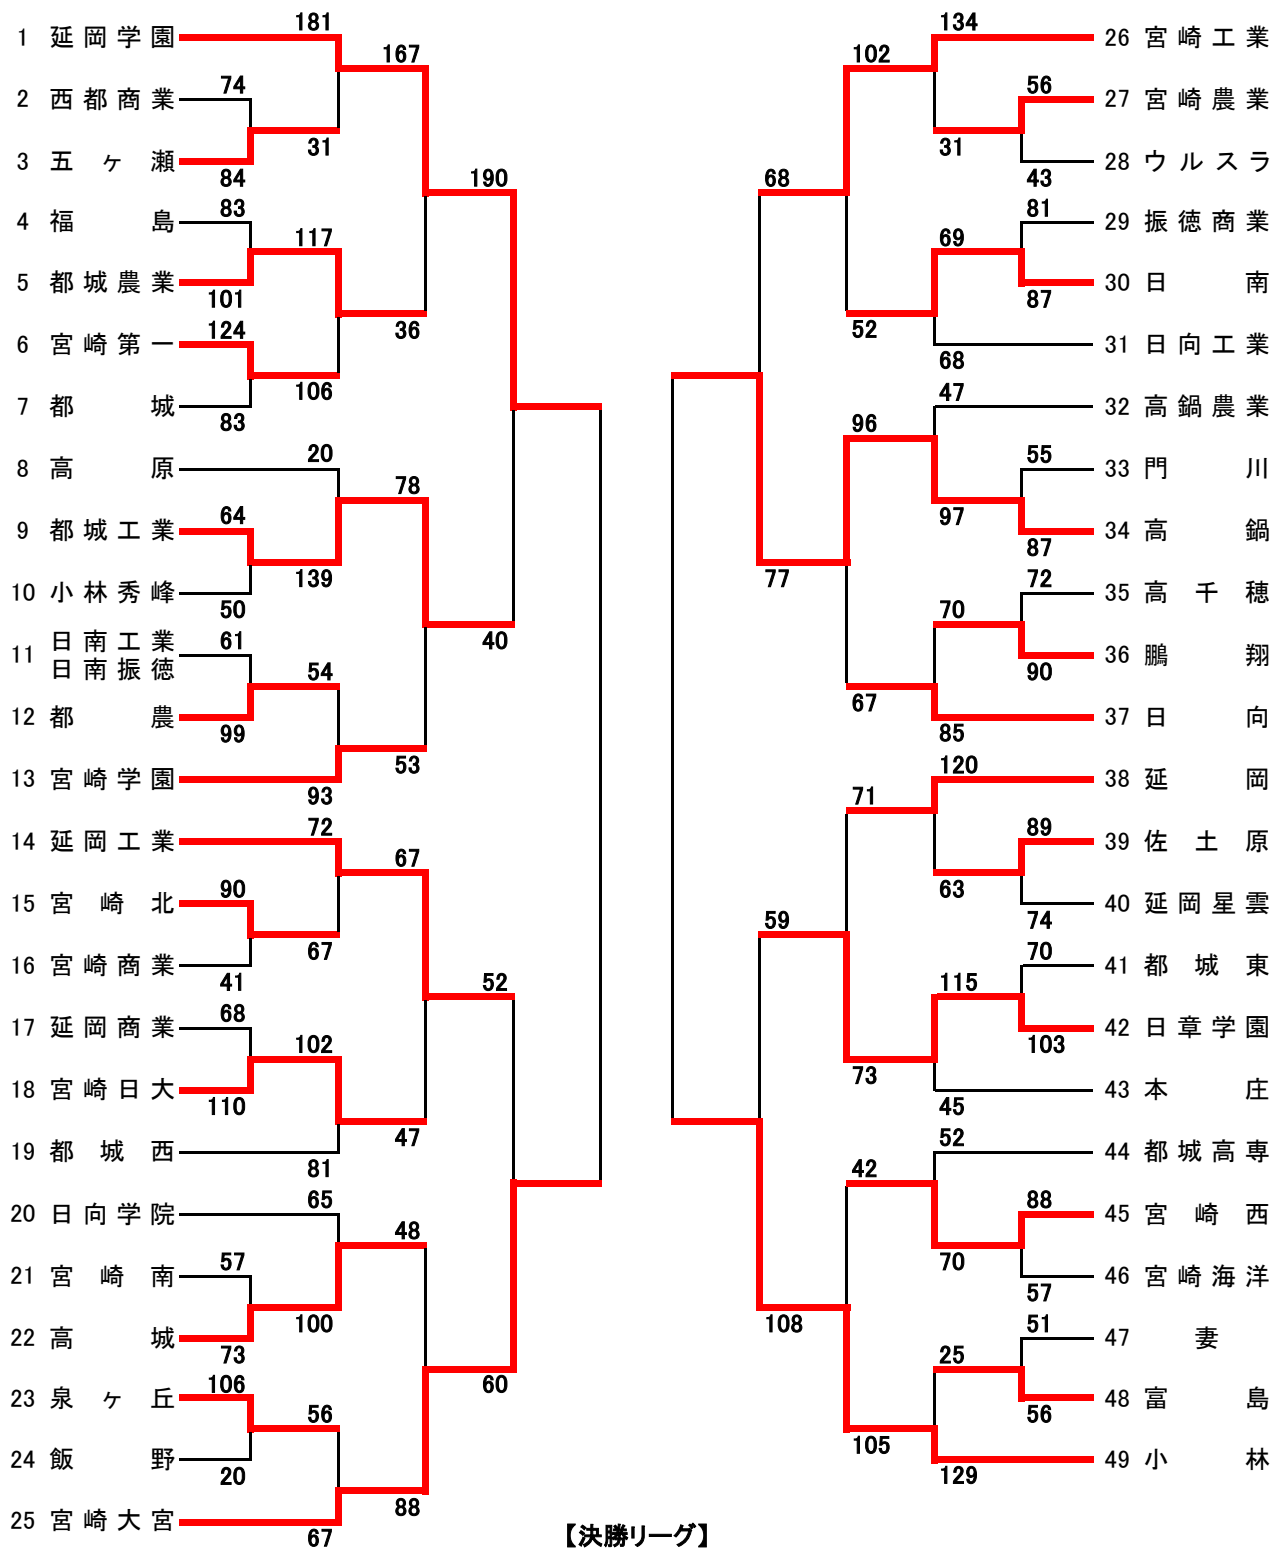 1 延岡学園 181
167
2 西都商業 74
31
3 五ヶ瀬 84
190
4 福島 83
117
5 都城農業 101
36
6 宮崎第一 124
106
7 都城 83
8 高原 20
78
9 都城工業 64
139
10 小林秀峰 50
40
11 日南工業 61
日南振徳
54
12 都農 99
53
13 宮崎学園 93
14 延岡工業 72
67
15 宮崎北 90
67
16 宮崎商業 41
52
17 延岡商業 68
102
18 宮崎日大 110
47
19 都城西 81
20 日向学院 65
48
21 宮崎南 57
100
22 高城 73
60
23 泉ヶ丘 106
56
24 飯野 20
88
25 宮崎大宮 67
134 26 宮崎工業
102
56 27 宮崎農業
31
43 28 ウルスラ
68
81 29 振徳商業
69
87 30 日南
52
68 31 日向工業
47 32 高鍋農業
96
55 33 門川
97
87 34 高鍋
77
72 35 高千穂
70
90 36 鵬翔
67
85 37 日向
120 38 延岡
71
89 39 佐土原
63
74 40 延岡星雲
59
70 41 都城東
115
103 42 日章学園
73
45 43 本庄
52 44 都城高専
42
88 45 宮崎西
70
57 46 宮崎海洋
108
51 47 妻
25
56 48 富島
105
129 49 小林
【決勝リーグ】